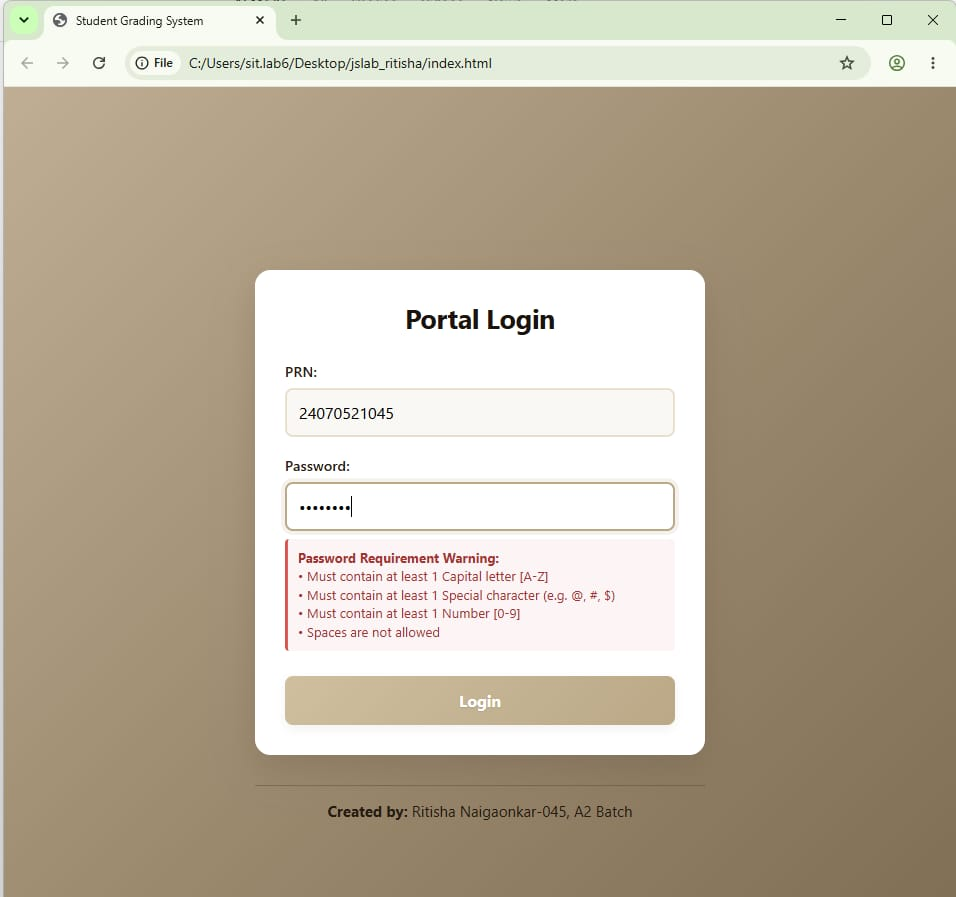 Student Grading System
File
C:/Users/sit.lab6/Desktop/jslab_ritisha/index.html
Portal Login
PRN:
24070521045
Password:
••••••••
Password Requirement Warning:
• Must contain at least 1 Capital letter [A-Z]
• Must contain at least 1 Special character (e.g. @, #, $)
• Must contain at least 1 Number [0-9]
• Spaces are not allowed
Login
Created by: Ritisha Naigaonkar-045, A2 Batch